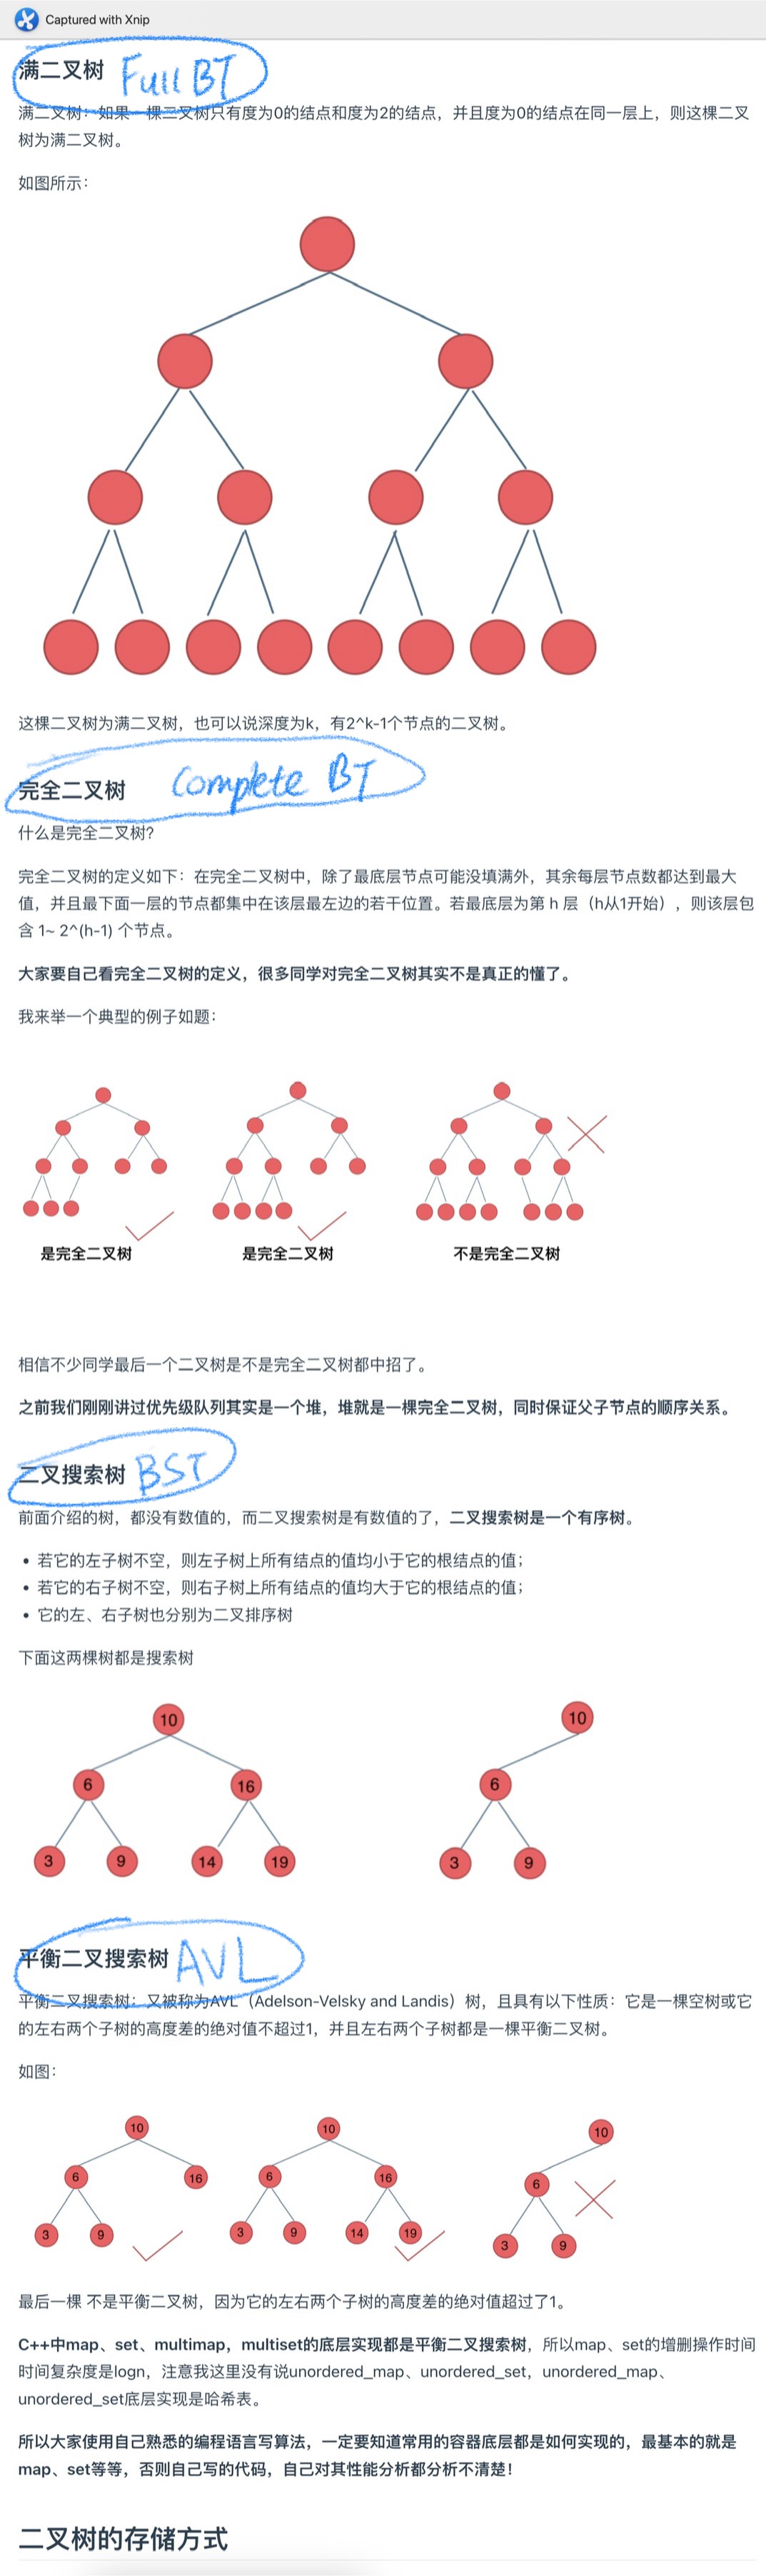 Captured with Xnip
满二叉树 Full BT
满二叉树：如果一棵二叉树只有度为0的结点和度为2的结点，并且度为0的结点在同一层上，则这棵二叉
树为满二叉树。
如图所示：
这棵二叉树为满二叉树，也可以说深度为k，有2^k-1个节点的二叉树。
完全二叉树 Complete BT
什么是完全二叉树?
完全二叉树的定义如下：在完全二叉树中，除了最底层节点可能没填满外，其余每层节点数都达到最大
值，并且最下面一层的节点都集中在该层最左边的若干位置。若最底层为第 h 层（h从1开始），则该层包
含 1~ 2^(h-1) 个节点。
大家要自己看完全二叉树的定义，很多同学对完全二叉树其实不是真正的懂了。
我来举一个典型的例子如题：
是完全二叉树 是完全二叉树 不是完全二叉树
相信不少同学最后一个二叉树是不是完全二叉树都中招了。
之前我们刚刚讲过优先级队列其实是一个堆，堆就是一棵完全二叉树，同时保证父子节点的顺序关系。
二叉搜索树 BST
前面介绍的树，都没有数值的，而二叉搜索树是有数值的了，二叉搜索树是一个有序树。
• 若它的左子树不空，则左子树上所有结点的值均小于它的根结点的值；
• 若它的右子树不空，则右子树上所有结点的值均大于它的根结点的值；
• 它的左、右子树也分别为二叉排序树
下面这两棵树都是搜索树
10 10
6 16 6
3 9 14 19 3 9
平衡二叉搜索树 AVL
平衡二叉搜索树：又被称为AVL（Adelson-Velsky and Landis）树，且具有以下性质：它是一棵空树或它
的左右两个子树的高度差的绝对值不超过1，并且左右两个子树都是一棵平衡二叉树。
如图：
10 10 10
6 16 6 16 6
3 9 3 9 14 19 3 9
最后一棵 不是平衡二叉树，因为它的左右两个子树的高度差的绝对值超过了1。
C++中map、set、multimap，multiset的底层实现都是平衡二叉搜索树，所以map、set的增删操作时间
时间复杂度是logn，注意我这里没有说unordered_map、unordered_set，unordered_map、
unordered_set底层实现是哈希表。
所以大家使用自己熟悉的编程语言写算法，一定要知道常用的容器底层都是如何实现的，最基本的就是
map、set等等，否则自己写的代码，自己对其性能分析都分析不清楚！
二叉树的存储方式